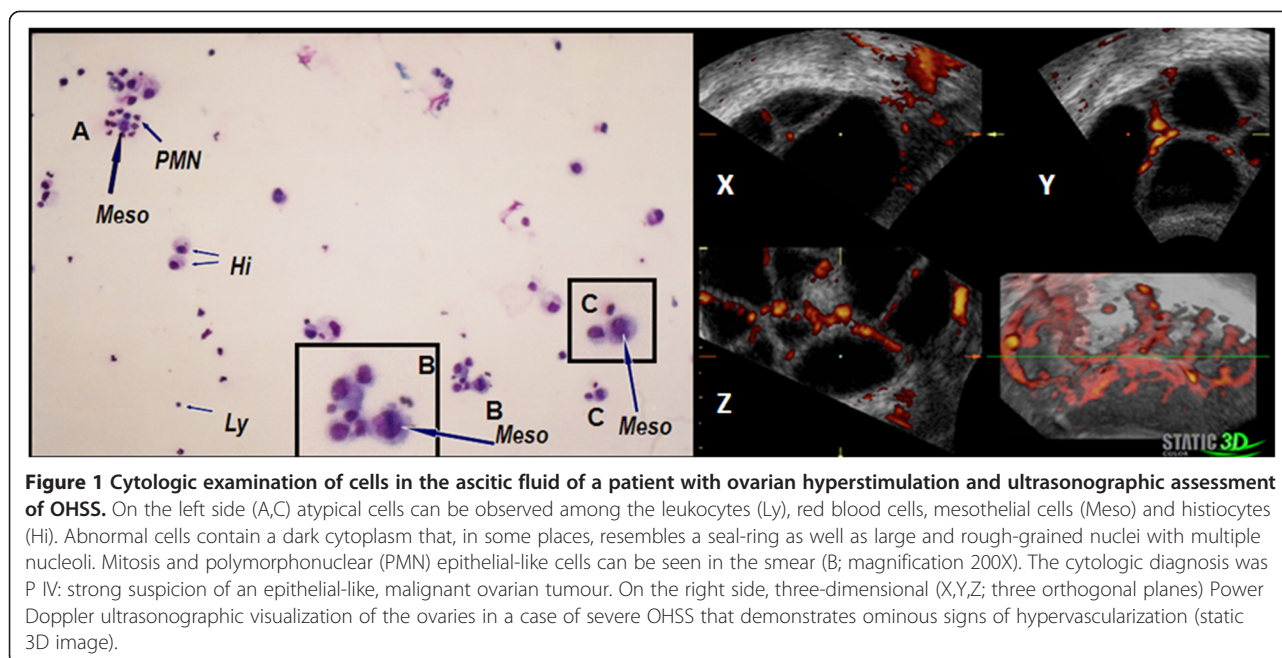 A
PMN
Meso
Hi
Ly
B
Meso
B
C
Meso
C
X
Y
Z
STATIC 3D
COLOR
Figure 1 Cytologic examination of cells in the ascitic fluid of a patient with ovarian hyperstimulation and ultrasonographic assessment
of OHSS. On the left side (A,C) atypical cells can be observed among the leukocytes (Ly), red blood cells, mesothelial cells (Meso) and histiocytes
(Hi). Abnormal cells contain a dark cytoplasm that, in some places, resembles a seal-ring as well as large and rough-grained nuclei with multiple
nucleoli. Mitosis and polymorphonuclear (PMN) epithelial-like cells can be seen in the smear (B; magnification 200X). The cytologic diagnosis was
P IV: strong suspicion of an epithelial-like, malignant ovarian tumour. On the right side, three-dimensional (X,Y,Z; three orthogonal planes) Power
Doppler ultrasonographic visualization of the ovaries in a case of severe OHSS that demonstrates ominous signs of hypervascularization (static
3D image).